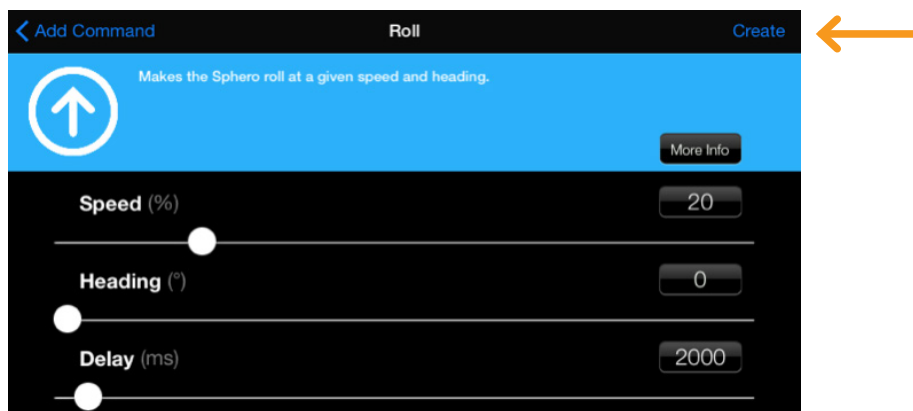 Add Command Roll Create
Makes the Sphero roll at a given speed and heading.
More Info
Speed (%) 20
Heading (°) 0
Delay (ms) 2000